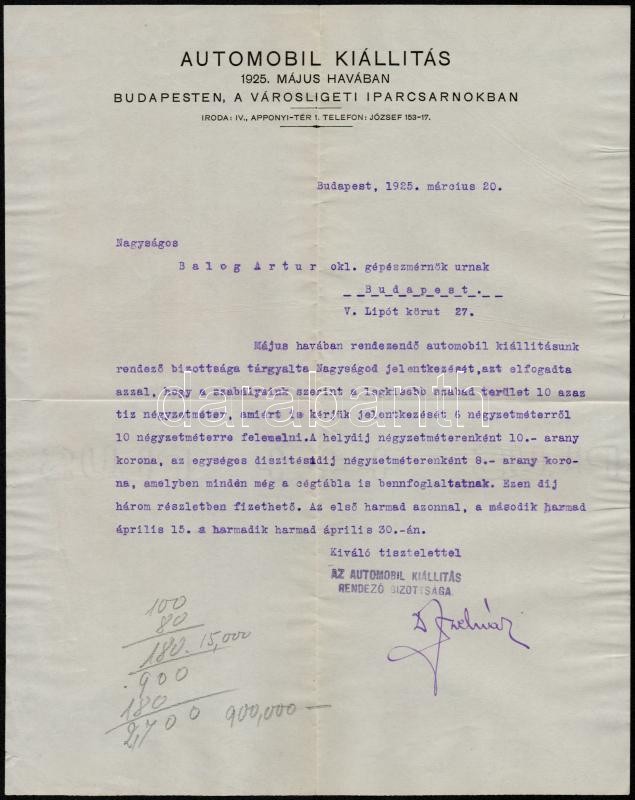 AUTOMOBIL KIÁLLITÁS
1925. MÁJUS HAVÁBAN
BUDAPESTEN, A VÁROSLIGETI IPARCSARNOKBAN
IRODA: IV., APPONYI-TÉR 1. TELEFON: JÓZSEF 153-17.
Budapest, 1925. március 20.
Nagyságos
Balog Artur okl. gépészmérnök urnak
Budapest.
V. Lipót körut 27.
Május havában rendezendő automobil kiállitásunk
rendező bizottsága tárgyalta Nagyságod jelentkezését,azt elfogadta
azzal, hogy a szabályaink szerint a legkisebb szabad terület 10 azaz
tiz négyzetméter, amiért is kérjük jelentkezését 6 négyzetméterről
10 négyzetméterre felemelni.A helydij négyzetméterenként 10.- arany
korona, az egységes diszitésidij négyzetméterenként 8.- arany koro-
na, amelyben minden még a cégtábla is bennfoglaltatnak. Ezen dij
három részletben fizethető. Az első harmad azonnal, a második harmad
április 15. a harmadik harmad április 30.-án.
Kiváló tisztelettel
AZ AUTOMOBIL KIÁLLITÁS
RENDEZŐ BIZOTTSÁGA
100
80
180. 15,000
900
180
2,700 900,000 —
darabanth